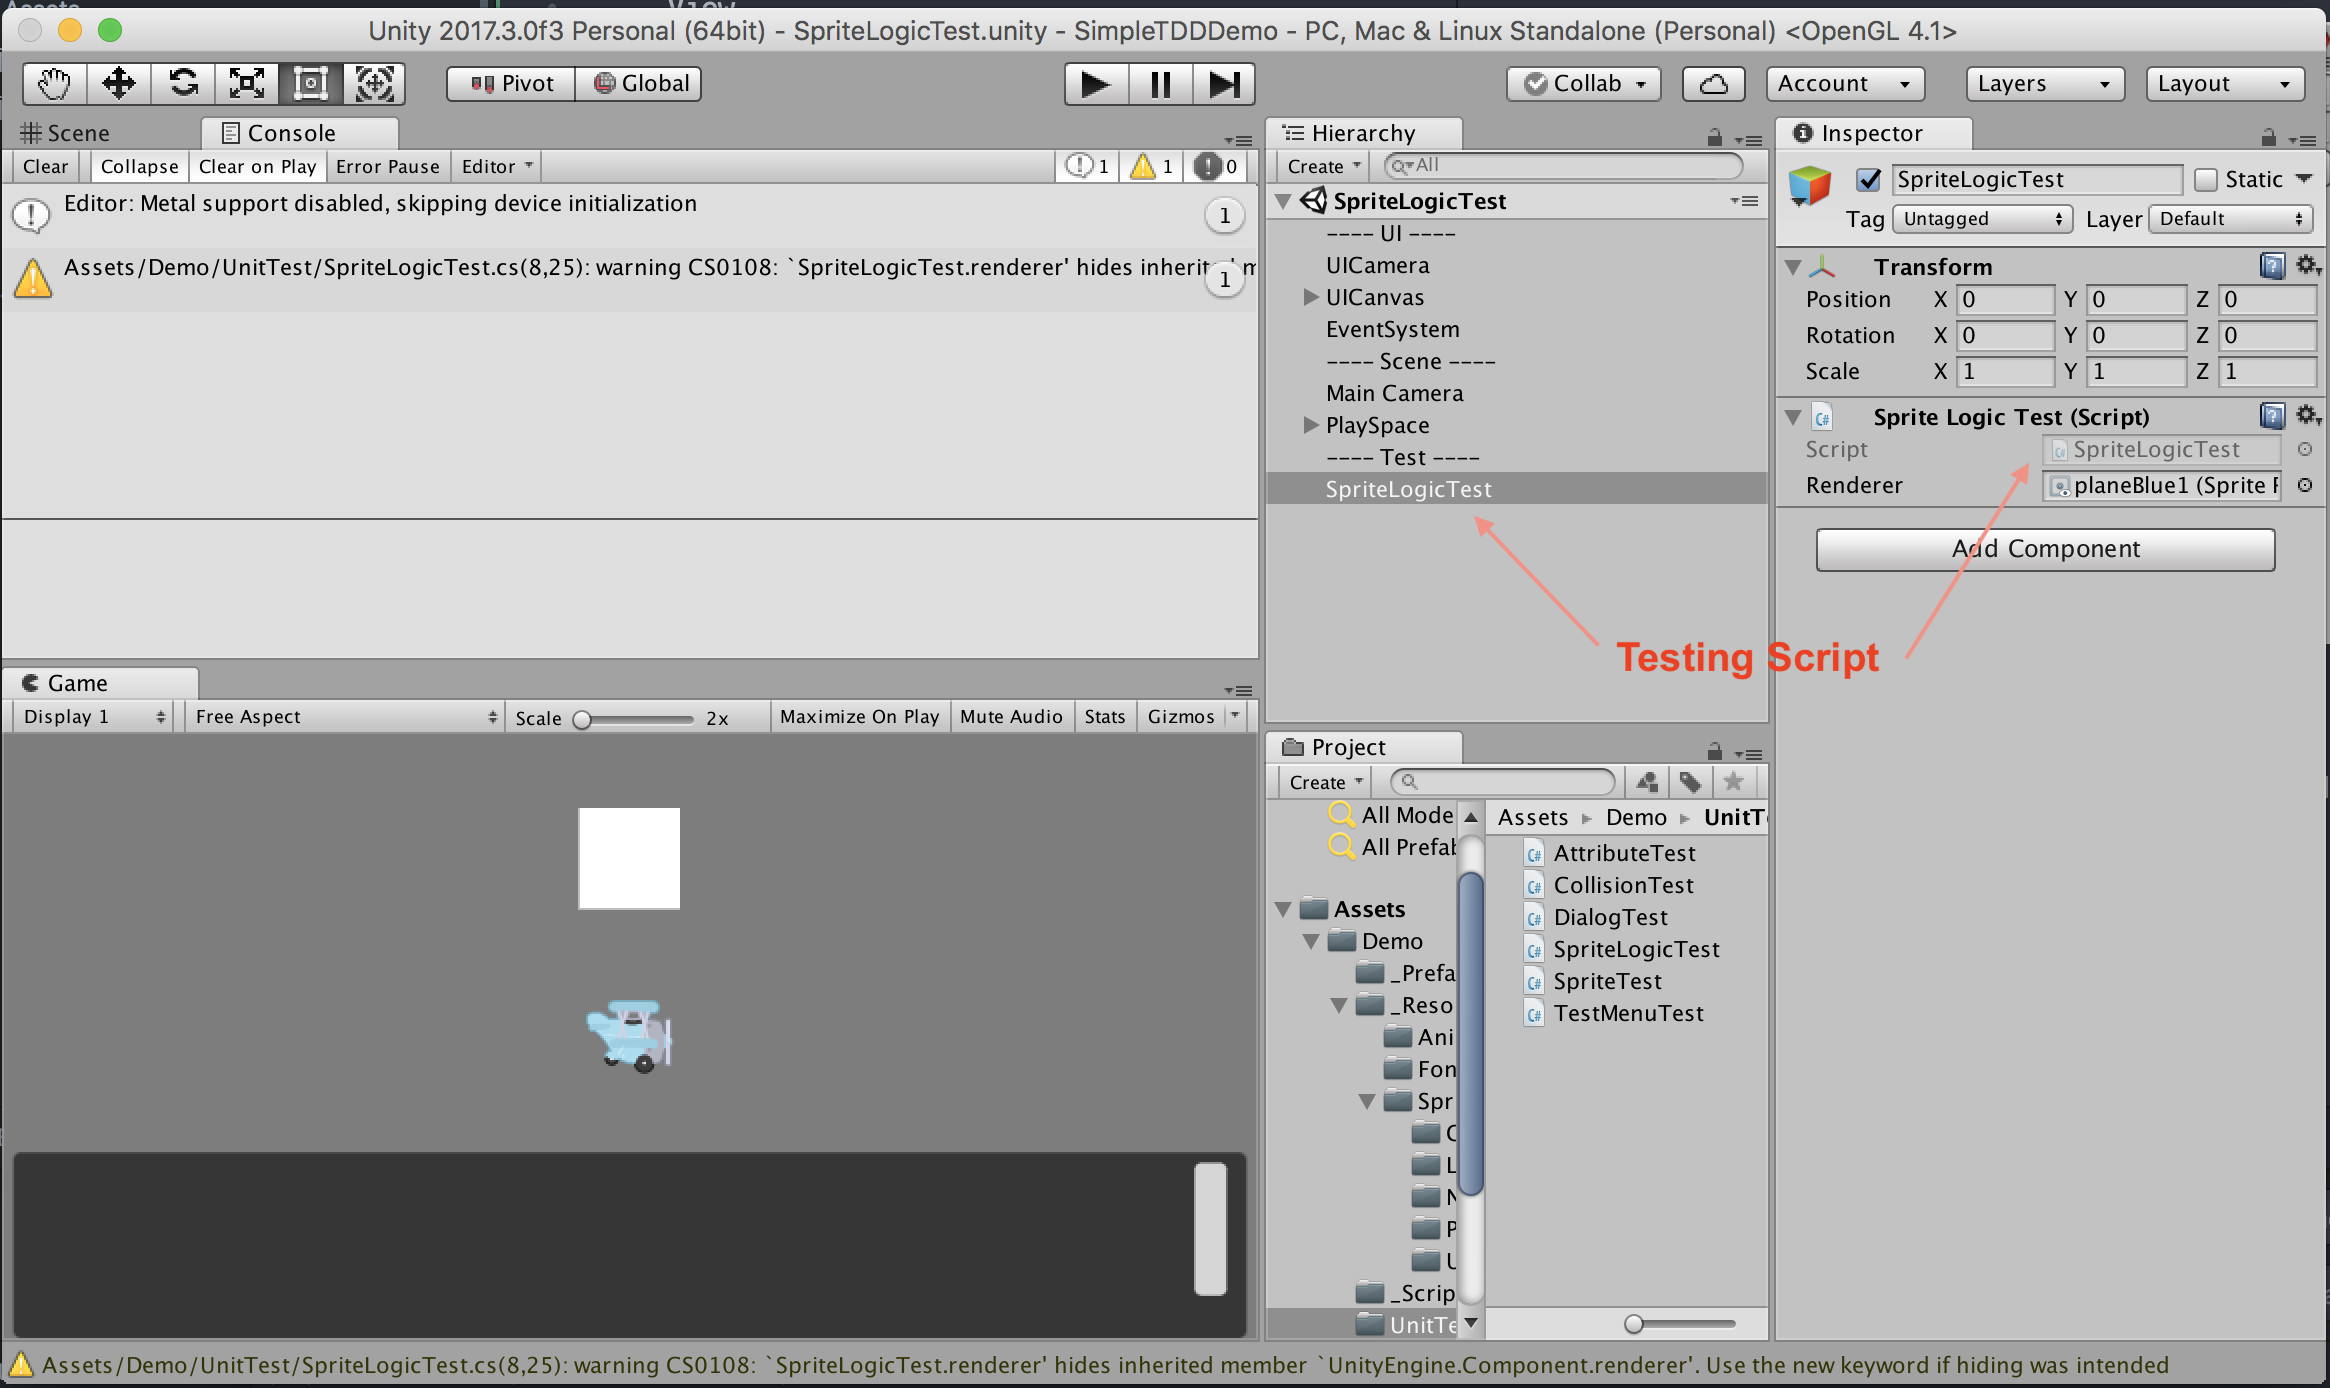 Assets
View
Unity 2017.3.0f3 Personal (64bit) - SpriteLogicTest.unity - SimpleTDDDemo - PC, Mac & Linux Standalone (Personal) <OpenGL 4.1>
Pivot Global Collab Account Layers Layout
Scene Console
Clear Collapse Clear on Play Error Pause Editor 1 1 0
Editor: Metal support disabled, skipping device initialization 1
Assets/Demo/UnitTest/SpriteLogicTest.cs(8,25): warning CS0108: `SpriteLogicTest.renderer' hides inherited m 1
Hierarchy
Create All
SpriteLogicTest
---- UI ----
UICamera
UICanvas
EventSystem
---- Scene ----
Main Camera
PlaySpace
---- Test ----
SpriteLogicTest
Inspector
SpriteLogicTest Static
Tag Untagged Layer Default
Transform
Position X 0 Y 0 Z 0
Rotation X 0 Y 0 Z 0
Scale X 1 Y 1 Z 1
C# Sprite Logic Test (Script)
Script SpriteLogicTest
Renderer planeBlue1 (Sprite R
Add Component
Testing Script
Game
Display 1 Free Aspect Scale 2x Maximize On Play Mute Audio Stats Gizmos
Project
Create
All Mode
All Prefab
Assets
Demo
_Prefa
_Reso
Ani
Fon
Spr
C
L
N
P
U
_Scrip
UnitTe
Assets Demo UnitT
C# AttributeTest
C# CollisionTest
C# DialogTest
C# SpriteLogicTest
C# SpriteTest
C# TestMenuTest
Assets/Demo/UnitTest/SpriteLogicTest.cs(8,25): warning CS0108: `SpriteLogicTest.renderer' hides inherited member `UnityEngine.Component.renderer'. Use the new keyword if hiding was intended